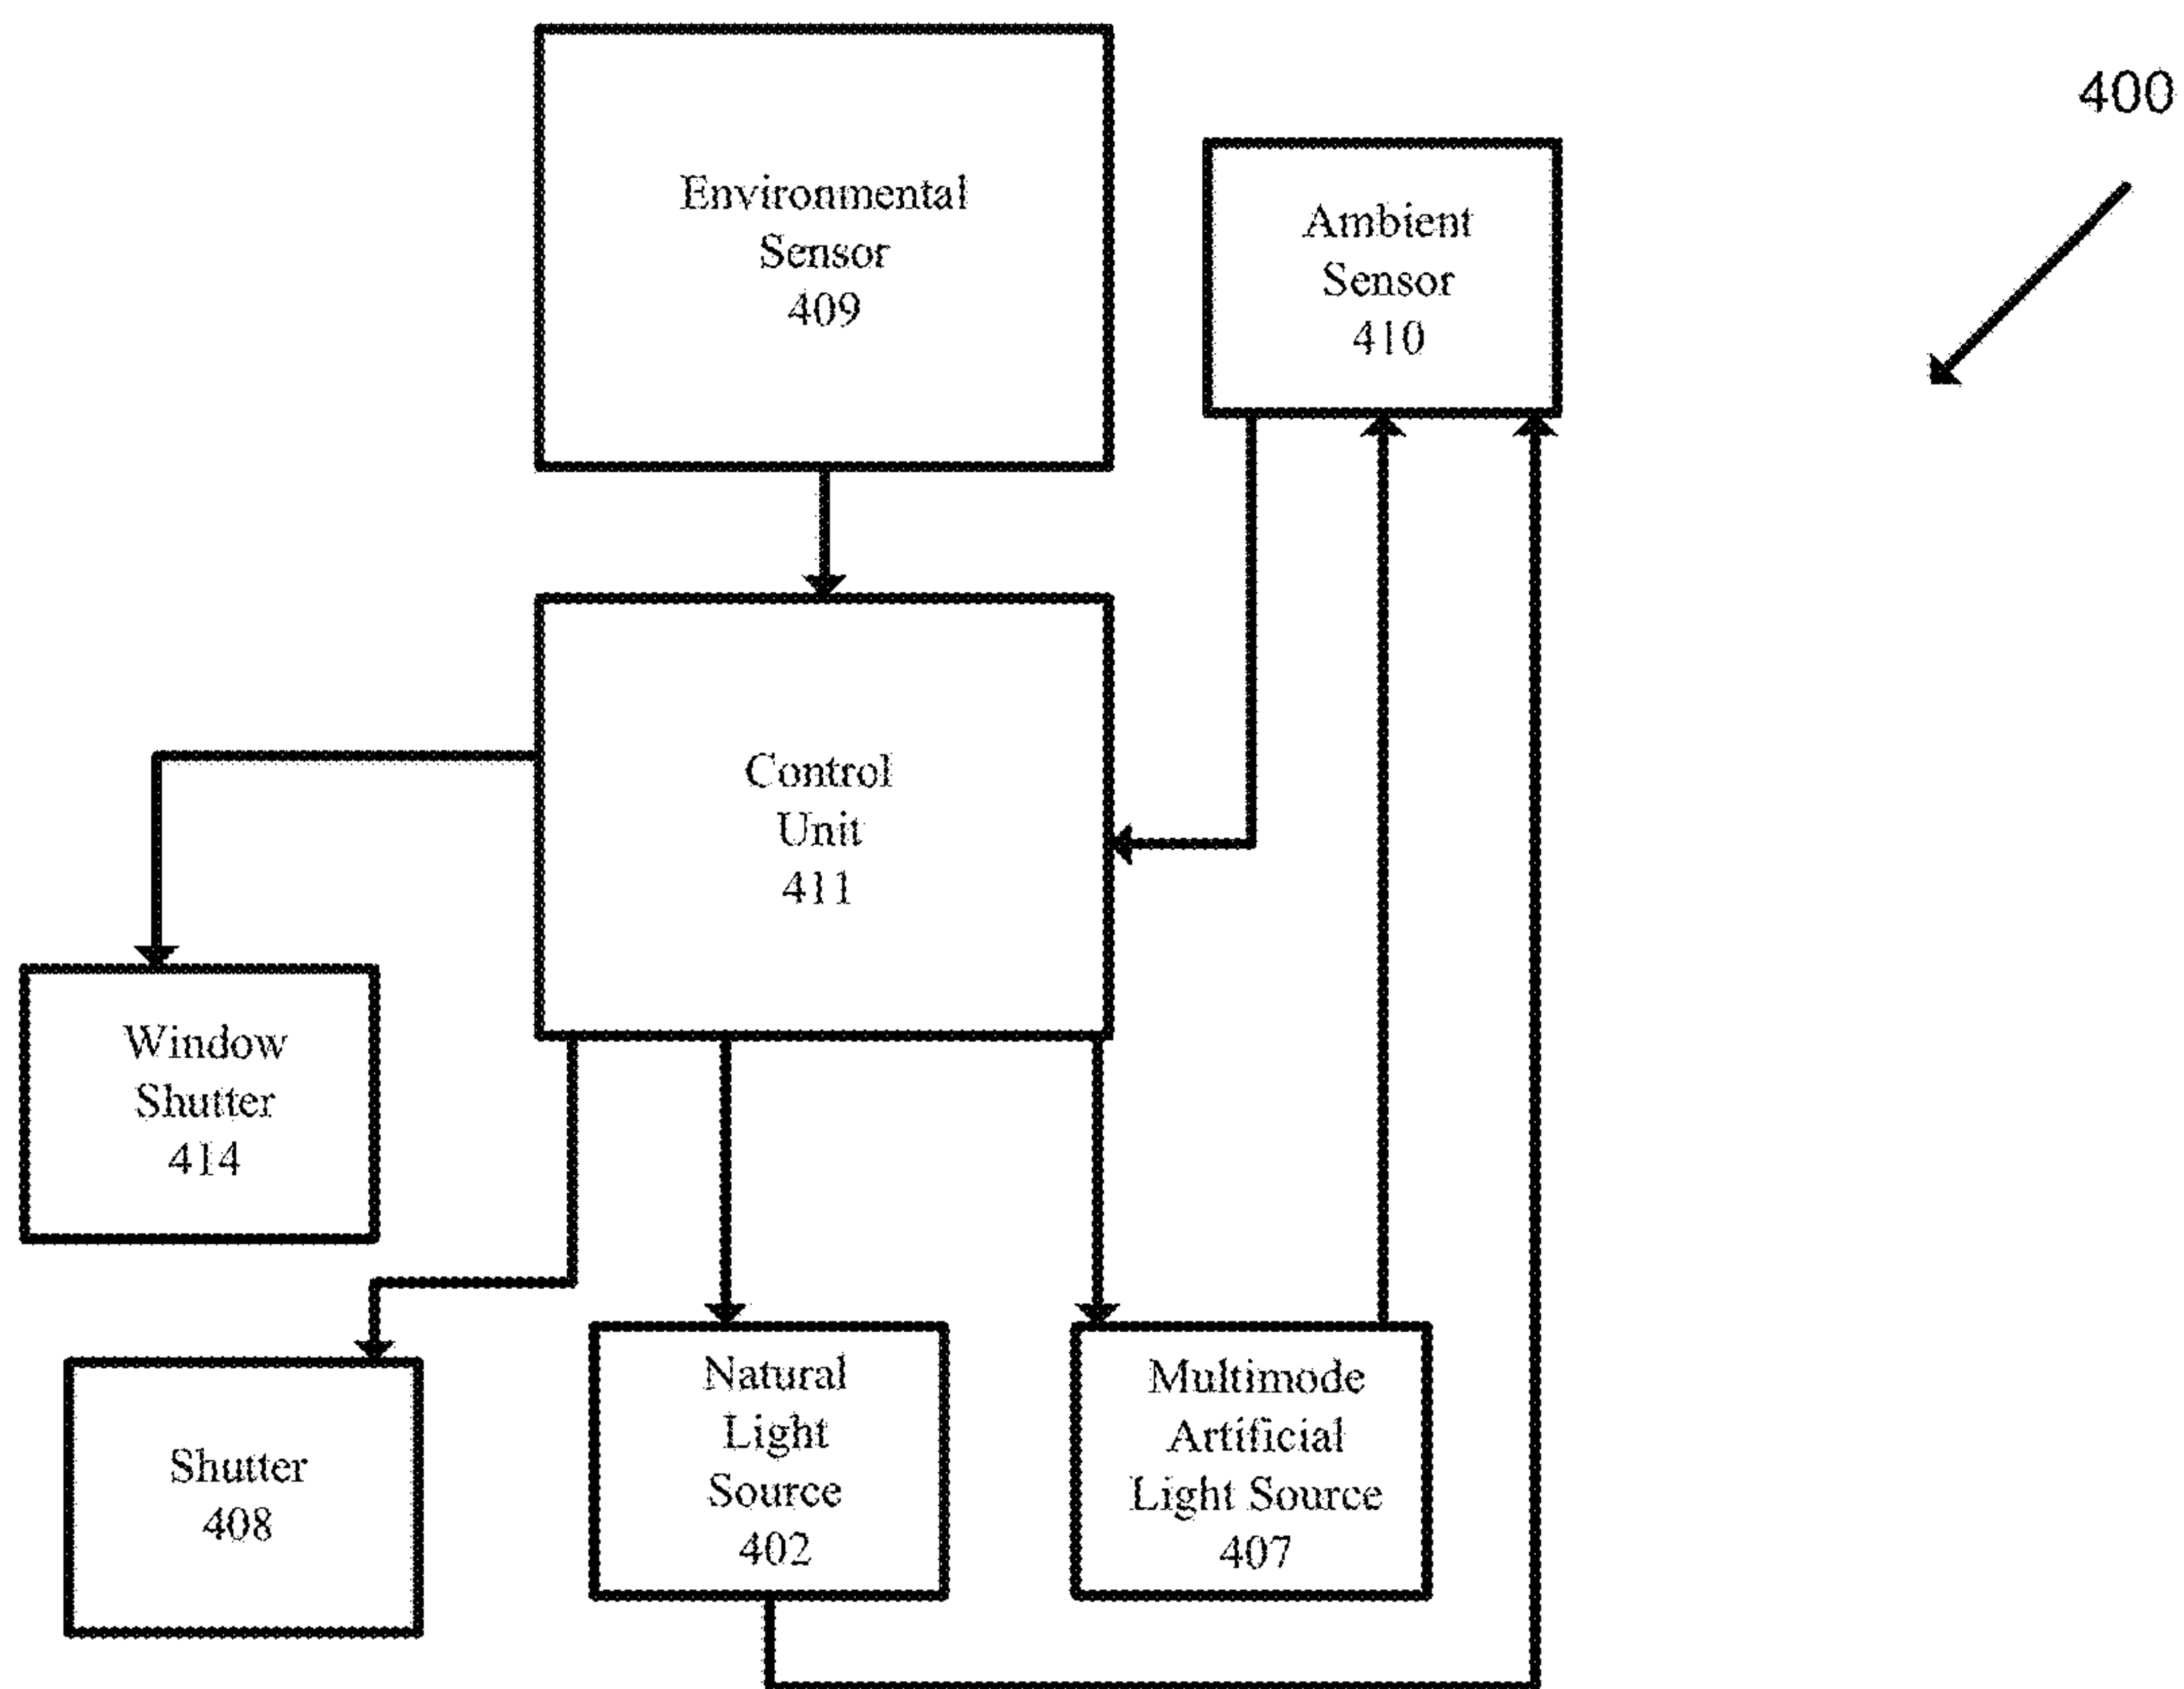 400
Environmental
Sensor
409
Ambient
Sensor
410
Control
Unit
411
Window
Shutter
414
Shutter
408
Natural
Light
Source
402
Multimode
Artificial
Light Source
407